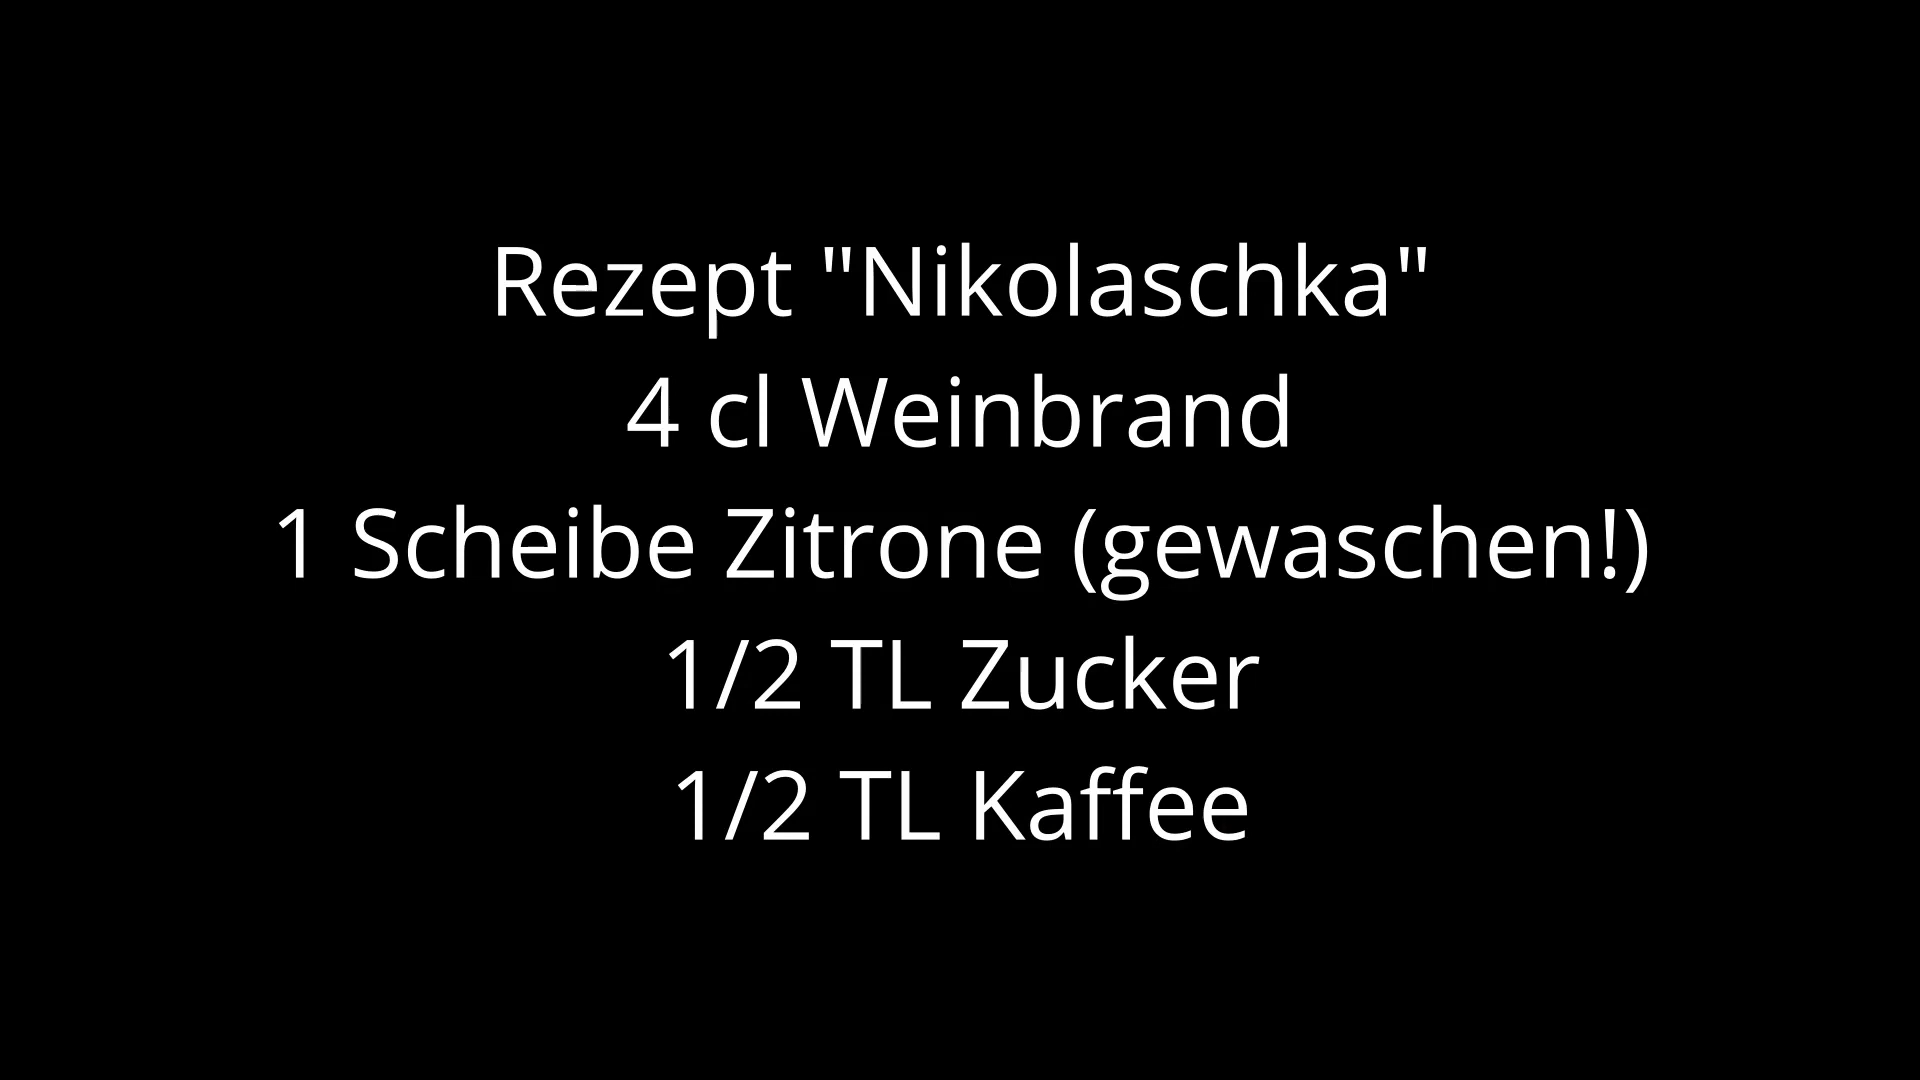 Rezept "Nikolaschka"
4 cl Weinbrand
1 Scheibe Zitrone (gewaschen!)
1/2 TL Zucker
1/2 TL Kaffee